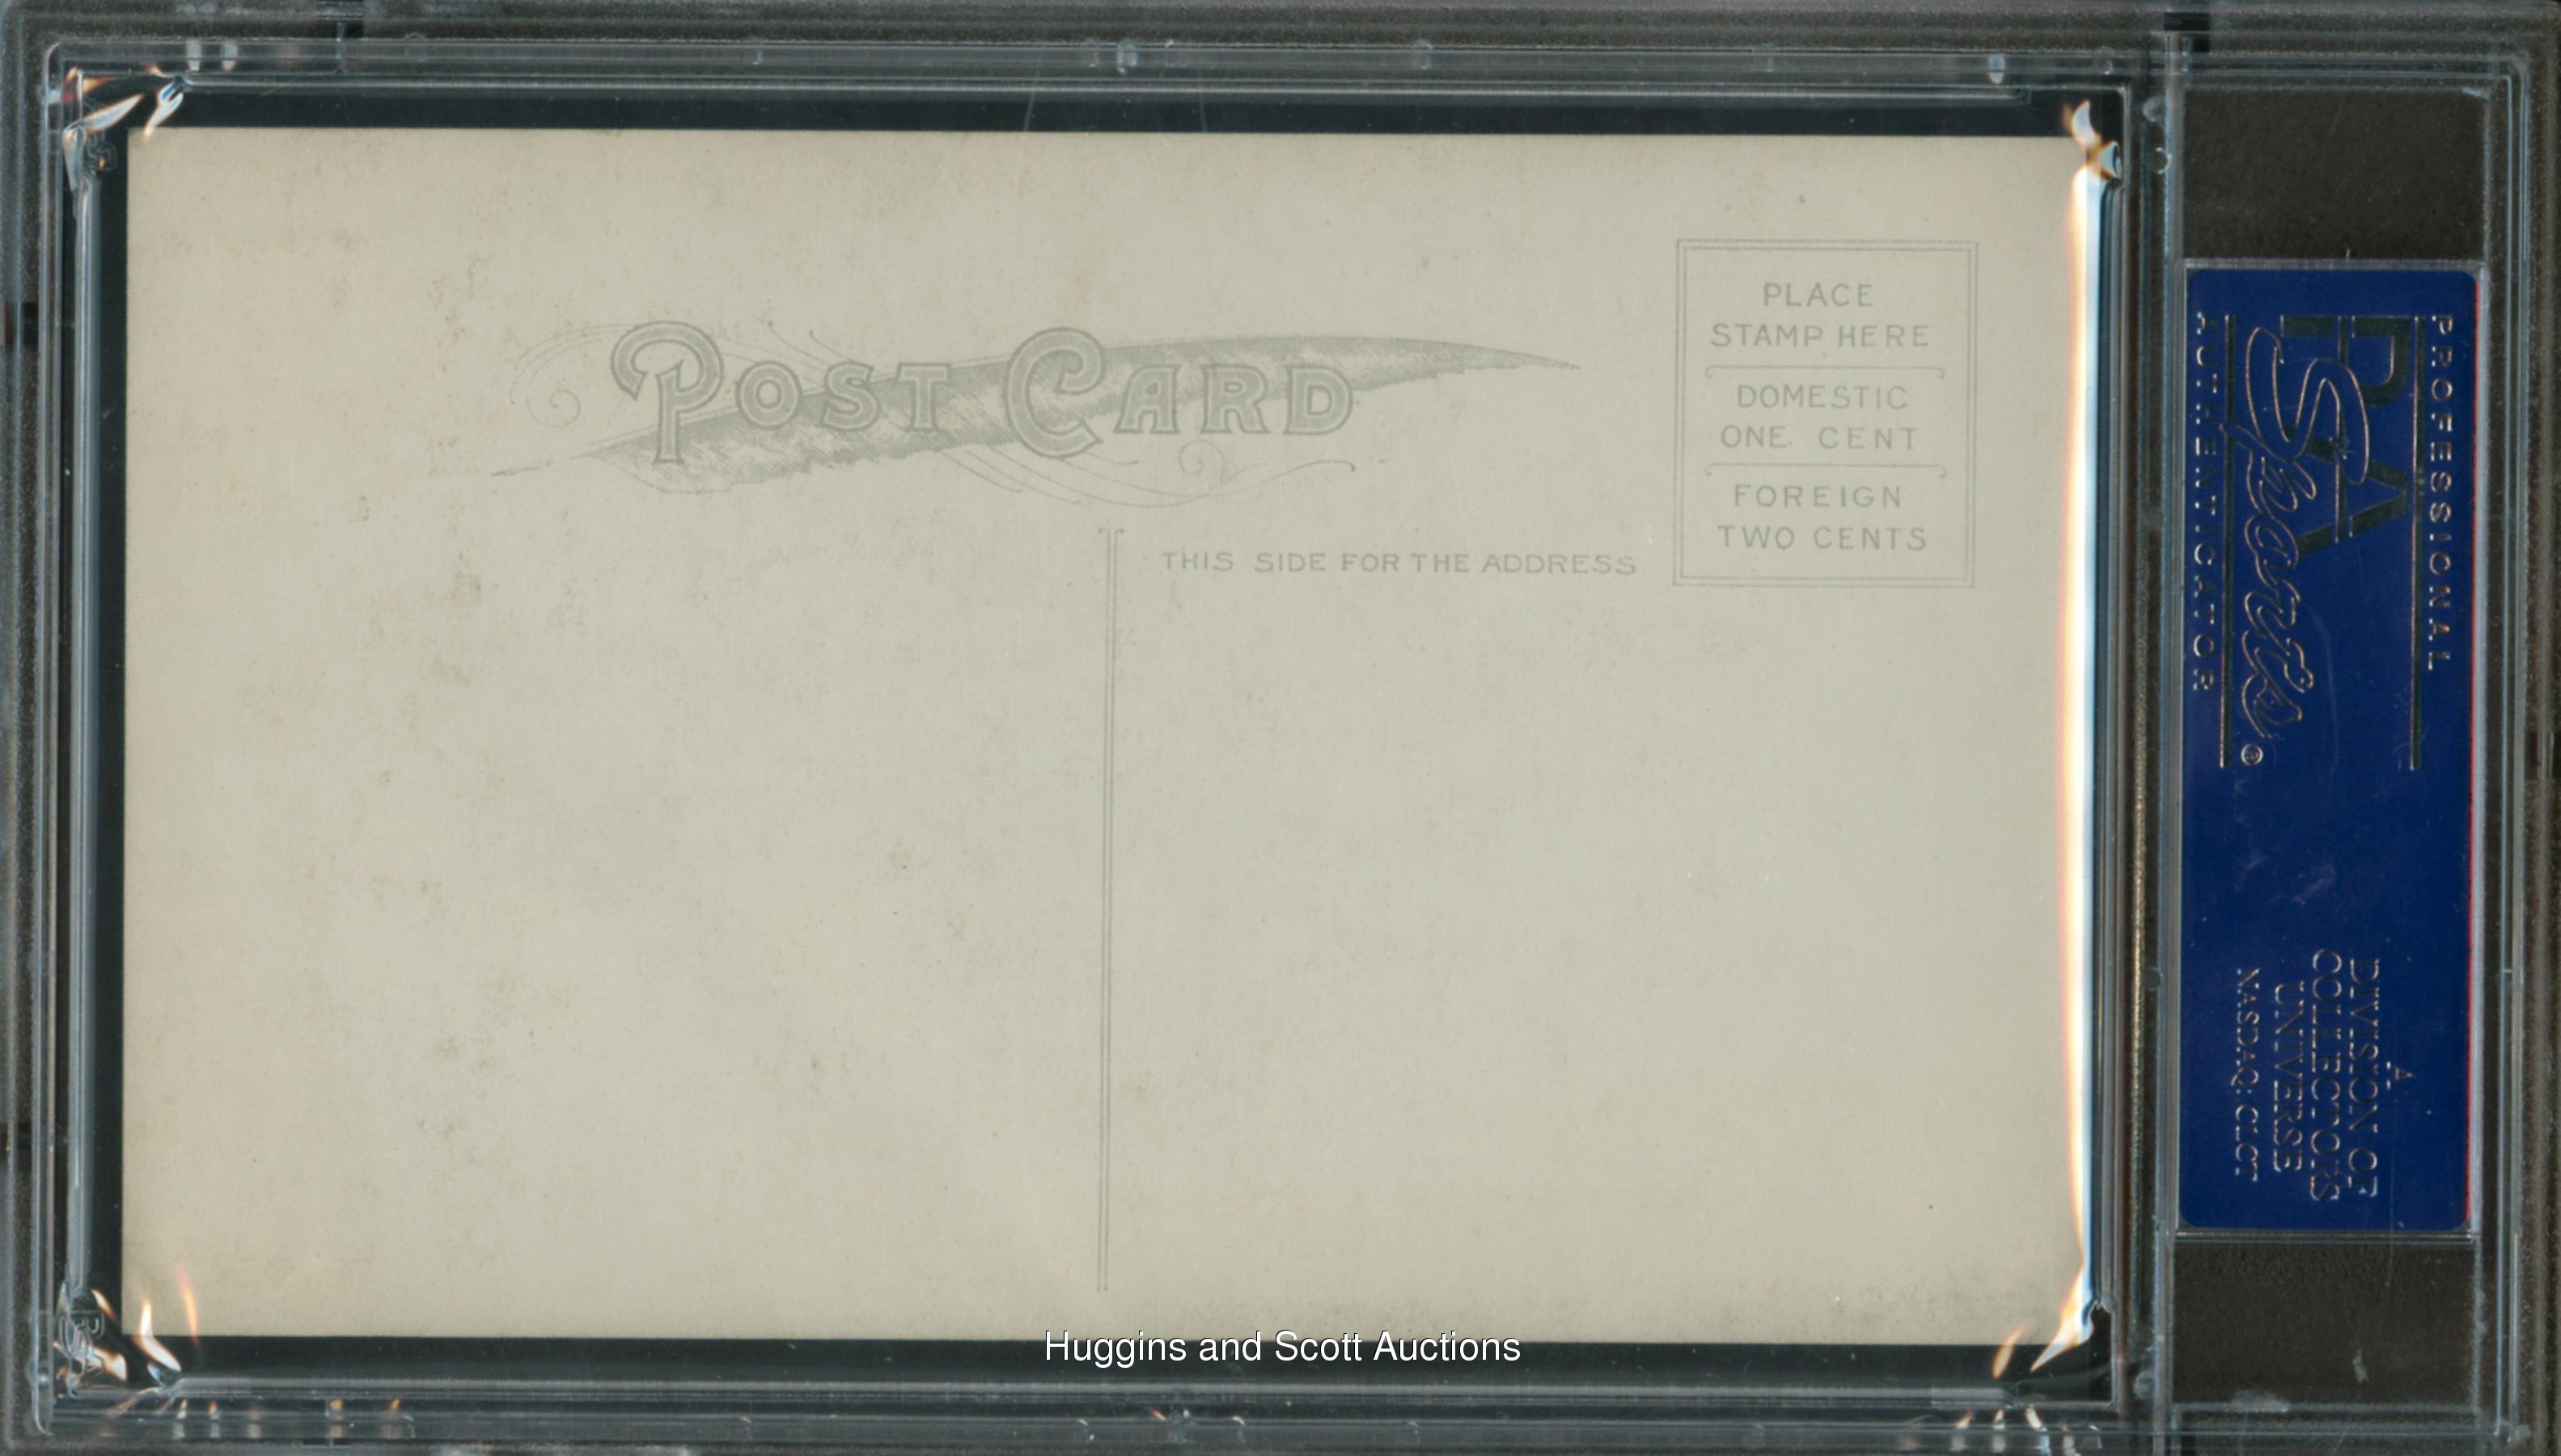 POST CARD
PLACE
STAMP HERE
DOMESTIC
ONE CENT
FOREIGN
TWO CENTS
THIS SIDE FOR THE ADDRESS
PROFESSIONAL
PSA
Sports®
AUTHENTICATOR
A
DIVISION OF
COLLECTORS
UNIVERSE
NASDAQ: CLCT
Huggins and Scott Auctions